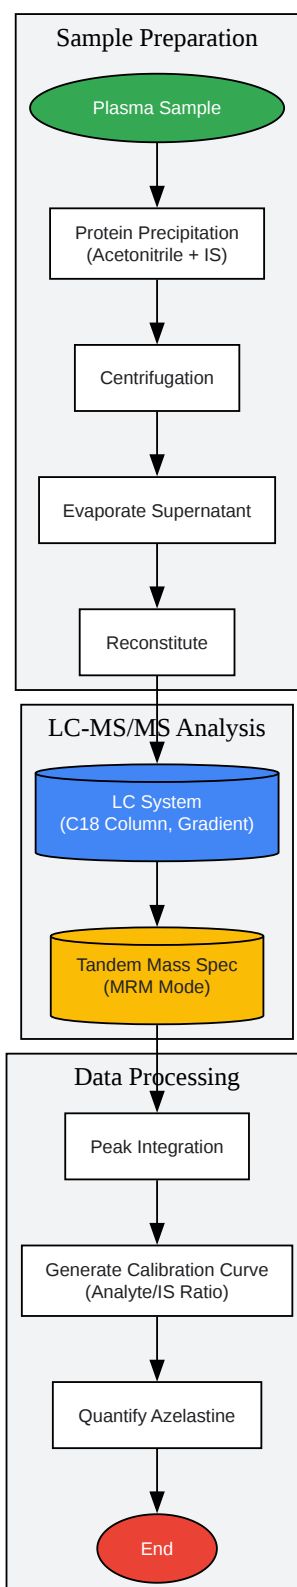 Sample Preparation
Plasma Sample
Protein Precipitation
(Acetonitrile + IS)
Centrifugation
Evaporate Supernatant
Reconstitute
LC-MS/MS Analysis
LC System
(C18 Column, Gradient)
Tandem Mass Spec
(MRM Mode)
Data Processing
Peak Integration
Generate Calibration Curve
(Analyte/IS Ratio)
Quantify Azelastine
End